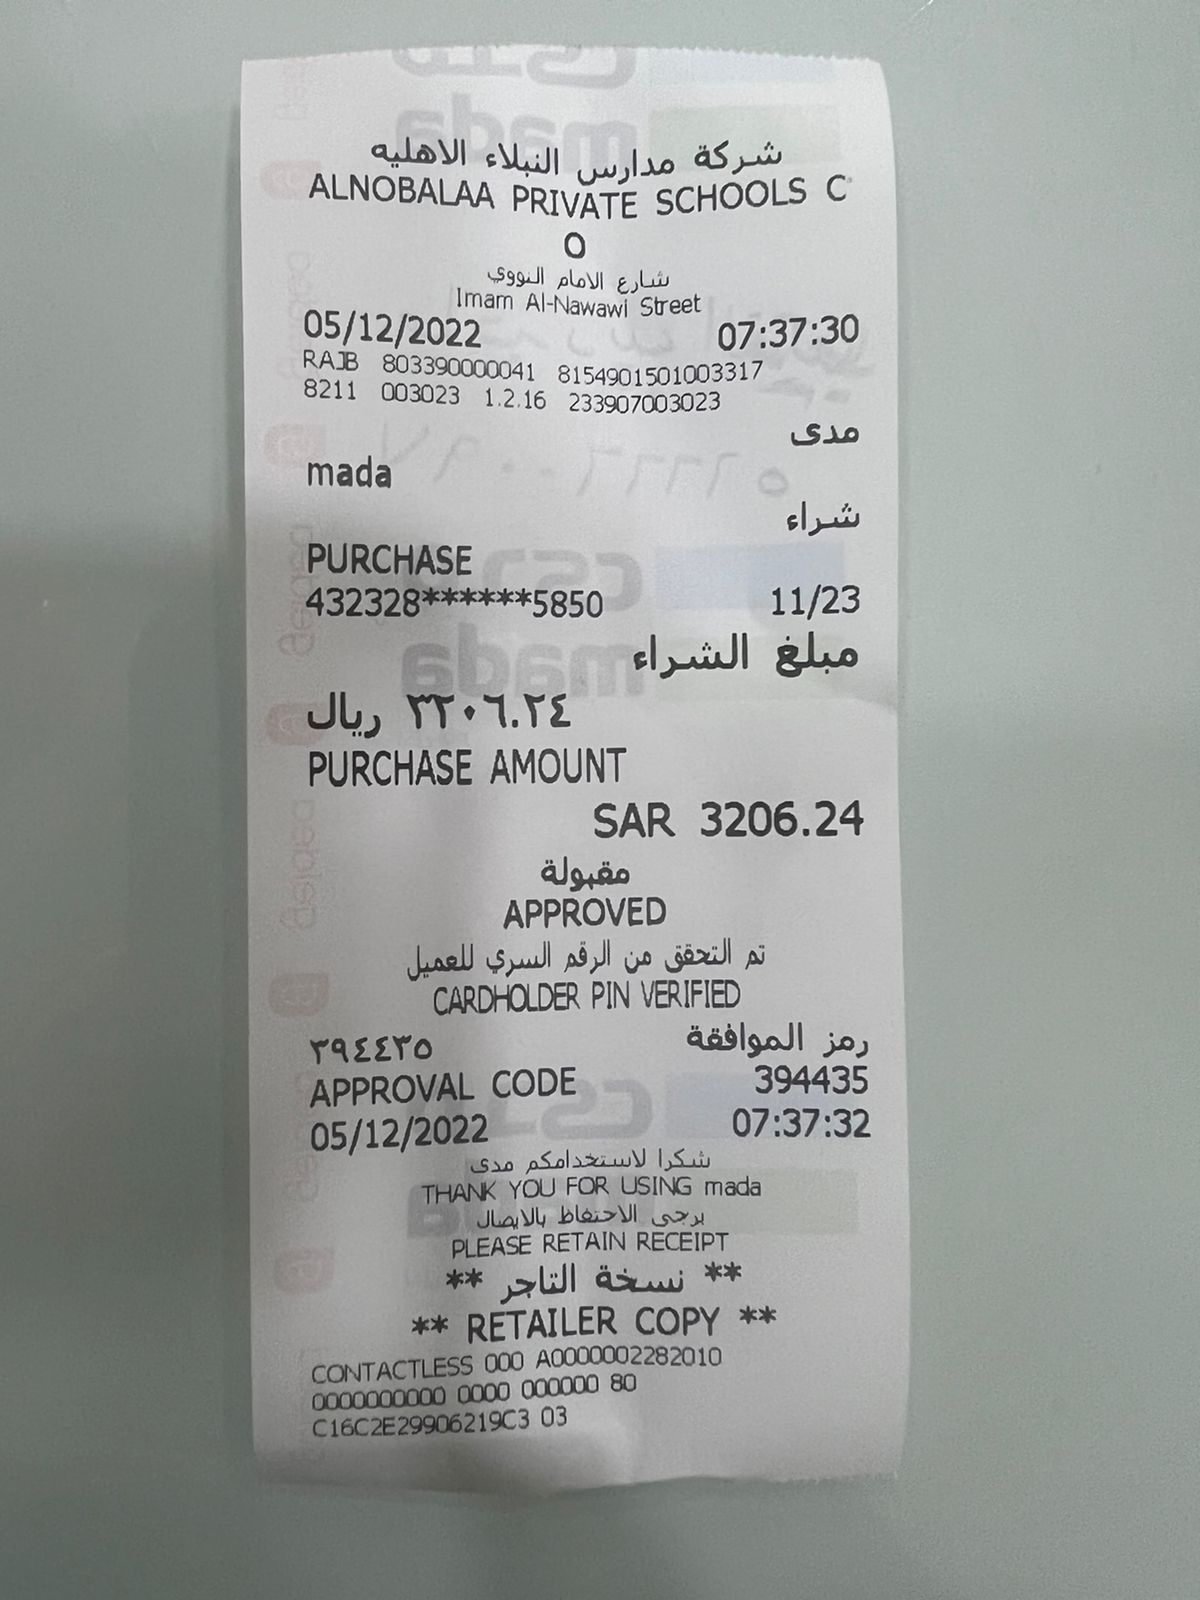 شركة مدارس النبلاء الاهليه
ALNOBALAA PRIVATE SCHOOLS C
O
شارع الامام النووي
Imam Al-Nawawi Street
05/12/2022 07:37:30
RAJB 803390000041 8154901501003317
8211 003023 1.2.16 233907003023
مدى
mada
شراء
PURCHASE
432328******5850 11/23
مبلغ الشراء
٣٢٠٦.٢٤ ريال
PURCHASE AMOUNT
SAR 3206.24
مقبولة
APPROVED
تم التحقق من الرقم السري للعميل
CARDHOLDER PIN VERIFIED
رمز الموافقة ٣٩٤٤٣٥
APPROVAL CODE 394435
05/12/2022 07:37:32
شكرا لاستخدامكم مدى
THANK YOU FOR USING mada
يرجى الاحتفاظ بالايصال
PLEASE RETAIN RECEIPT
** نسخة التاجر **
** RETAILER COPY **
CONTACTLESS 000 A0000002282010
0000000000 0000 000000 80
C16C2E29906219C3 03